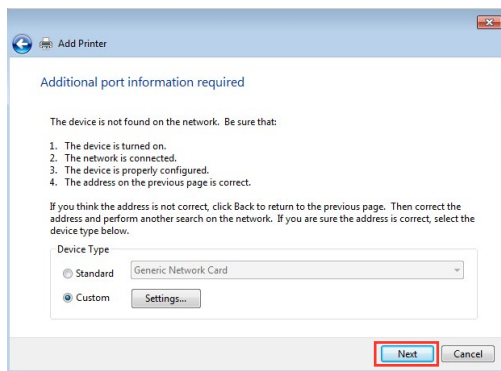 Add Printer
Additional port information required
The device is not found on the network.  Be sure that:
1.  The device is turned on.
2.  The network is connected.
3.  The device is properly configured.
4.  The address on the previous page is correct.
If you think the address is not correct, click Back to return to the previous page.  Then correct the
address and perform another search on the network.  If you are sure the address is correct, select the
device type below.
Device Type
Standard
Generic Network Card
Custom
Settings...
Next
Cancel